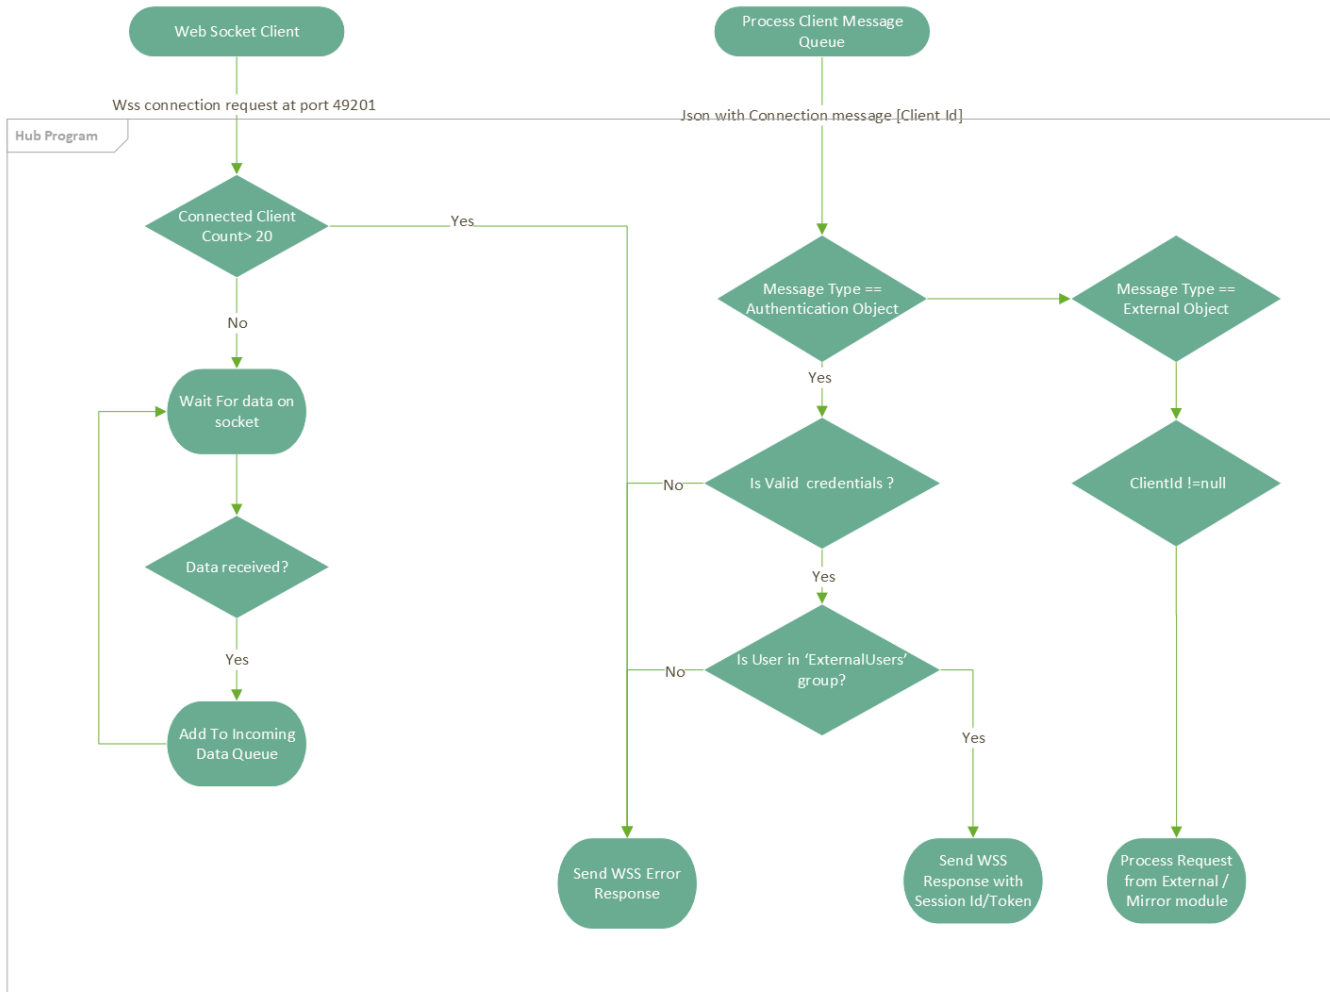 Web Socket Client
Process Client Message
Queue
Wss connection request at port 49201
Json with Connection message [Client Id]
Hub Program
Connected Client
Count> 20
Yes
Message Type ==
Authentication Object
Message Type ==
External Object
No
Yes
Wait For data on
socket
Is Valid  credentials ?
No
ClientId !=null
Data received?
Yes
Yes
Is User in ‘ExternalUsers’
group?
No
Add To Incoming
Data Queue
Yes
Send WSS Error
Response
Send WSS
Response with
Session Id/Token
Process Request
from External /
Mirror module